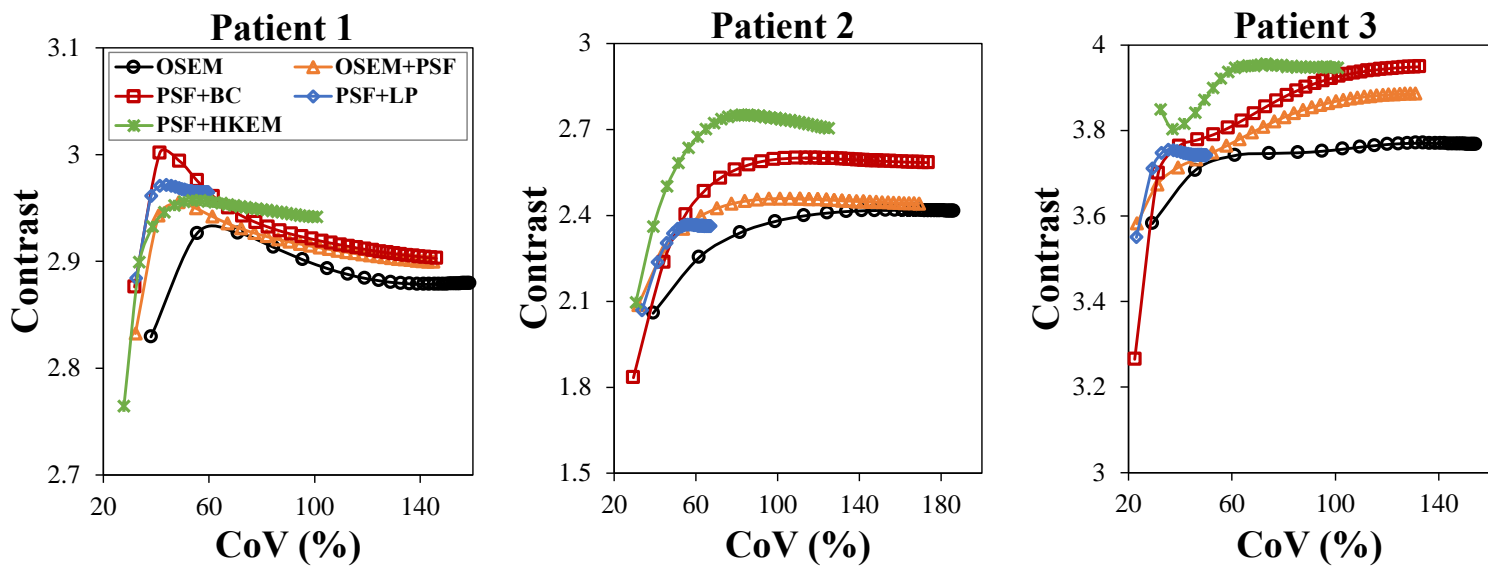 Patient 1
Patient 2
Patient 3
OSEM
OSEM+PSF
PSF+BC
PSF+LP
PSF+HKEM
Contrast
3.1
3
2.9
2.8
2.7
20
60
100
140
CoV (%)
Contrast
3
2.7
2.4
2.1
1.8
1.5
20
60
100
140
180
CoV (%)
Contrast
4
3.8
3.6
3.4
3.2
3
20
60
100
140
CoV (%)